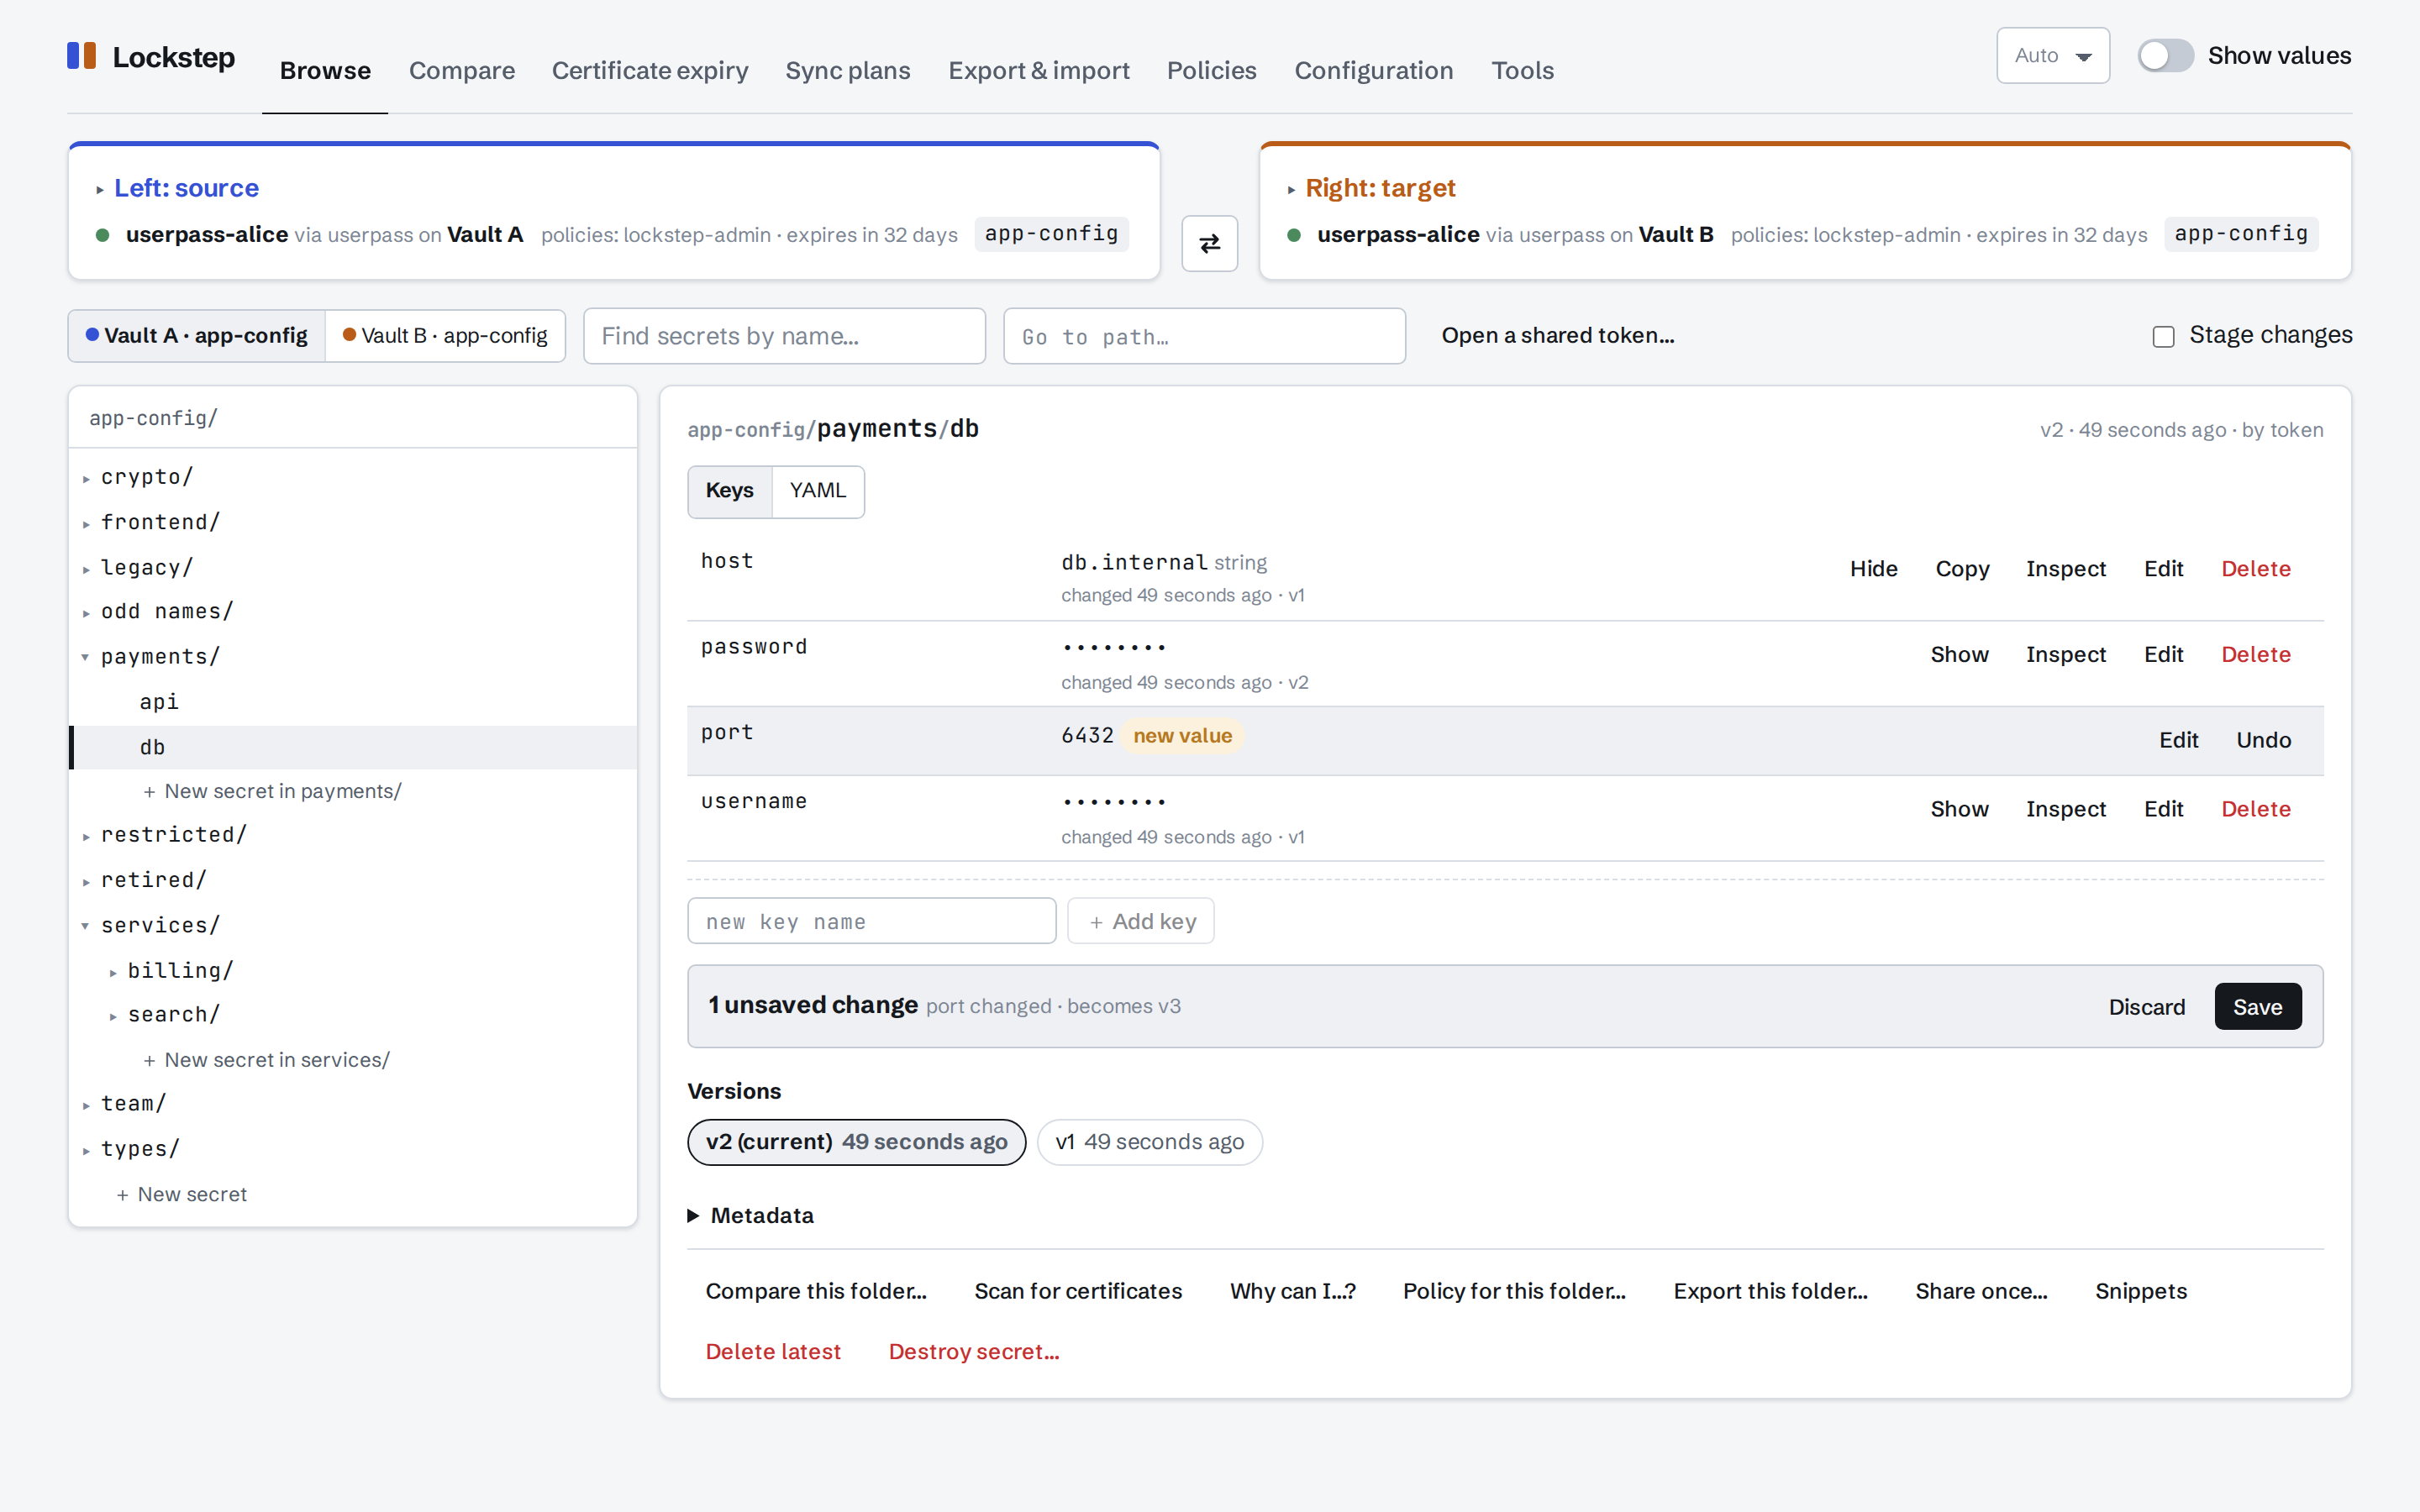 Lockstep
Browse Compare Certificate expiry Sync plans Export & import Policies Configuration Tools
Auto
Show values
Left: source
userpass-alice via userpass on Vault A policies: lockstep-admin · expires in 32 days app-config
Right: target
userpass-alice via userpass on Vault B policies: lockstep-admin · expires in 32 days app-config
Vault A · app-config Vault B · app-config Find secrets by name… Go to path… Open a shared token… Stage changes
app-config/
crypto/
frontend/
legacy/
odd names/
payments/
api
db
+ New secret in payments/
restricted/
retired/
services/
billing/
search/
+ New secret in services/
team/
types/
+ New secret
app-config/payments/db v2 · 49 seconds ago · by token
Keys YAML
host db.internal string Hide Copy Inspect Edit Delete
changed 49 seconds ago · v1
password •••••••• Show Inspect Edit Delete
changed 49 seconds ago · v2
port 6432 new value Edit Undo
username •••••••• Show Inspect Edit Delete
changed 49 seconds ago · v1
new key name + Add key
1 unsaved change port changed · becomes v3 Discard Save
Versions
v2 (current) 49 seconds ago v1 49 seconds ago
Metadata
Compare this folder… Scan for certificates Why can I…? Policy for this folder… Export this folder… Share once… Snippets
Delete latest Destroy secret…